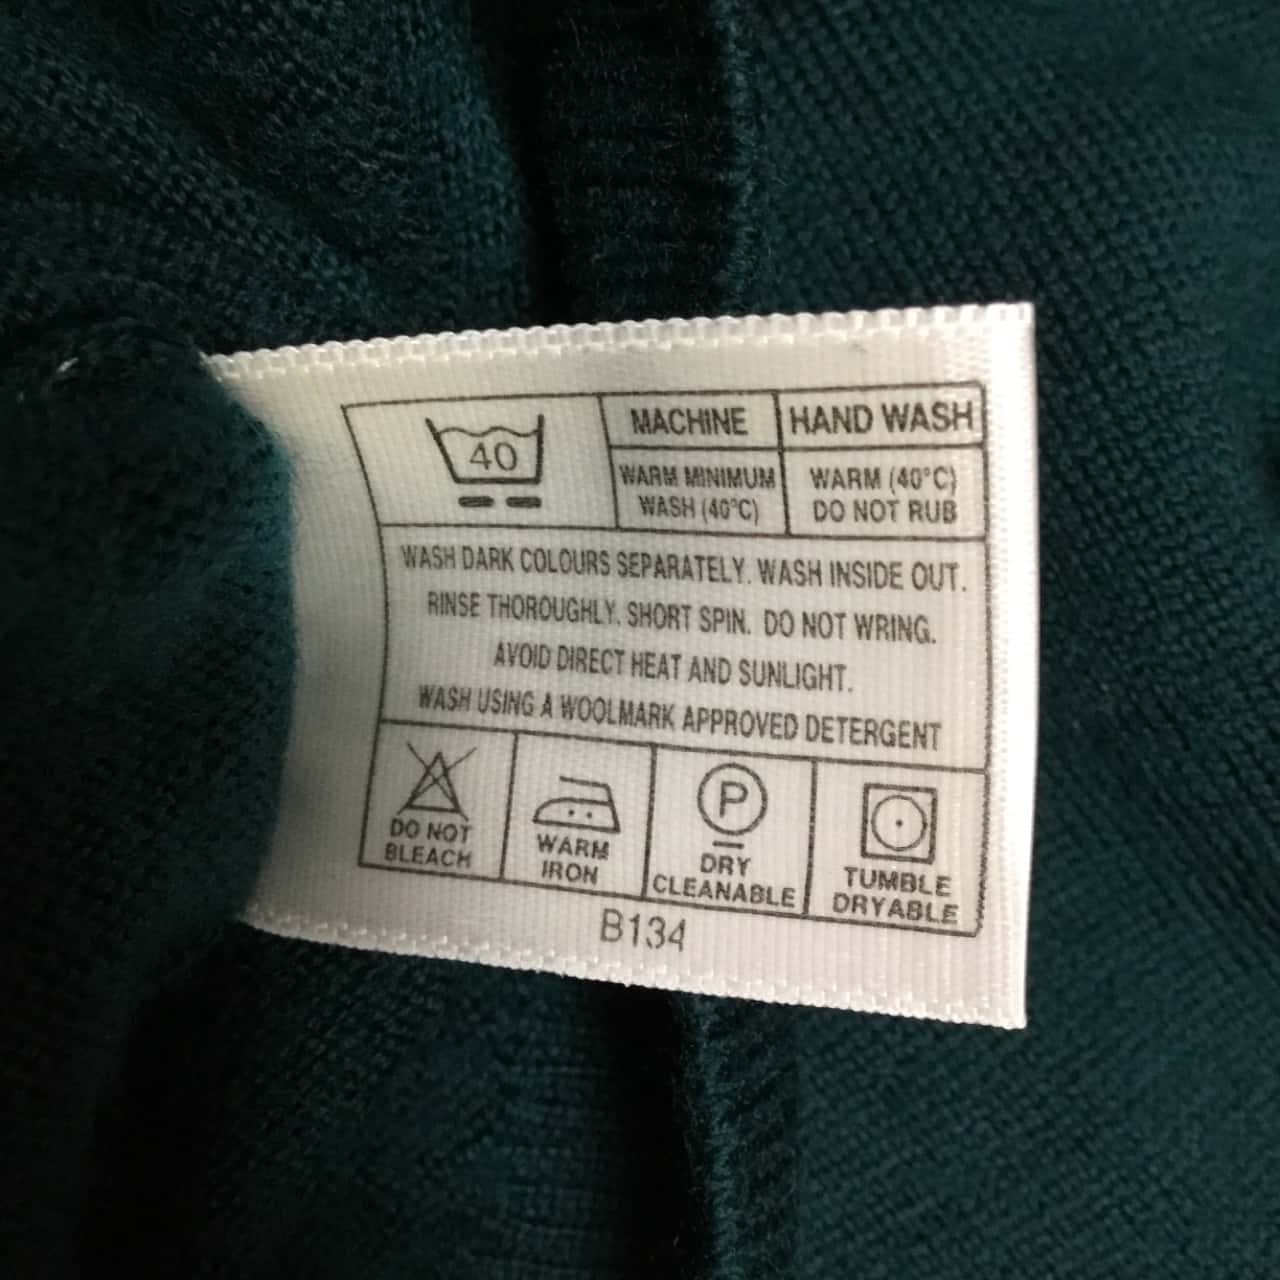 40
MACHINE
HAND WASH
WARM MINIMUM
WASH (40°C)
WARM (40°C)
DO NOT RUB
WASH DARK COLOURS SEPARATELY. WASH INSIDE OUT.
RINSE THOROUGHLY. SHORT SPIN. DO NOT WRING.
AVOID DIRECT HEAT AND SUNLIGHT.
WASH USING A WOOLMARK APPROVED DETERGENT
DO NOT
BLEACH
WARM
IRON
P
DRY
CLEANABLE
TUMBLE
DRYABLE
B134